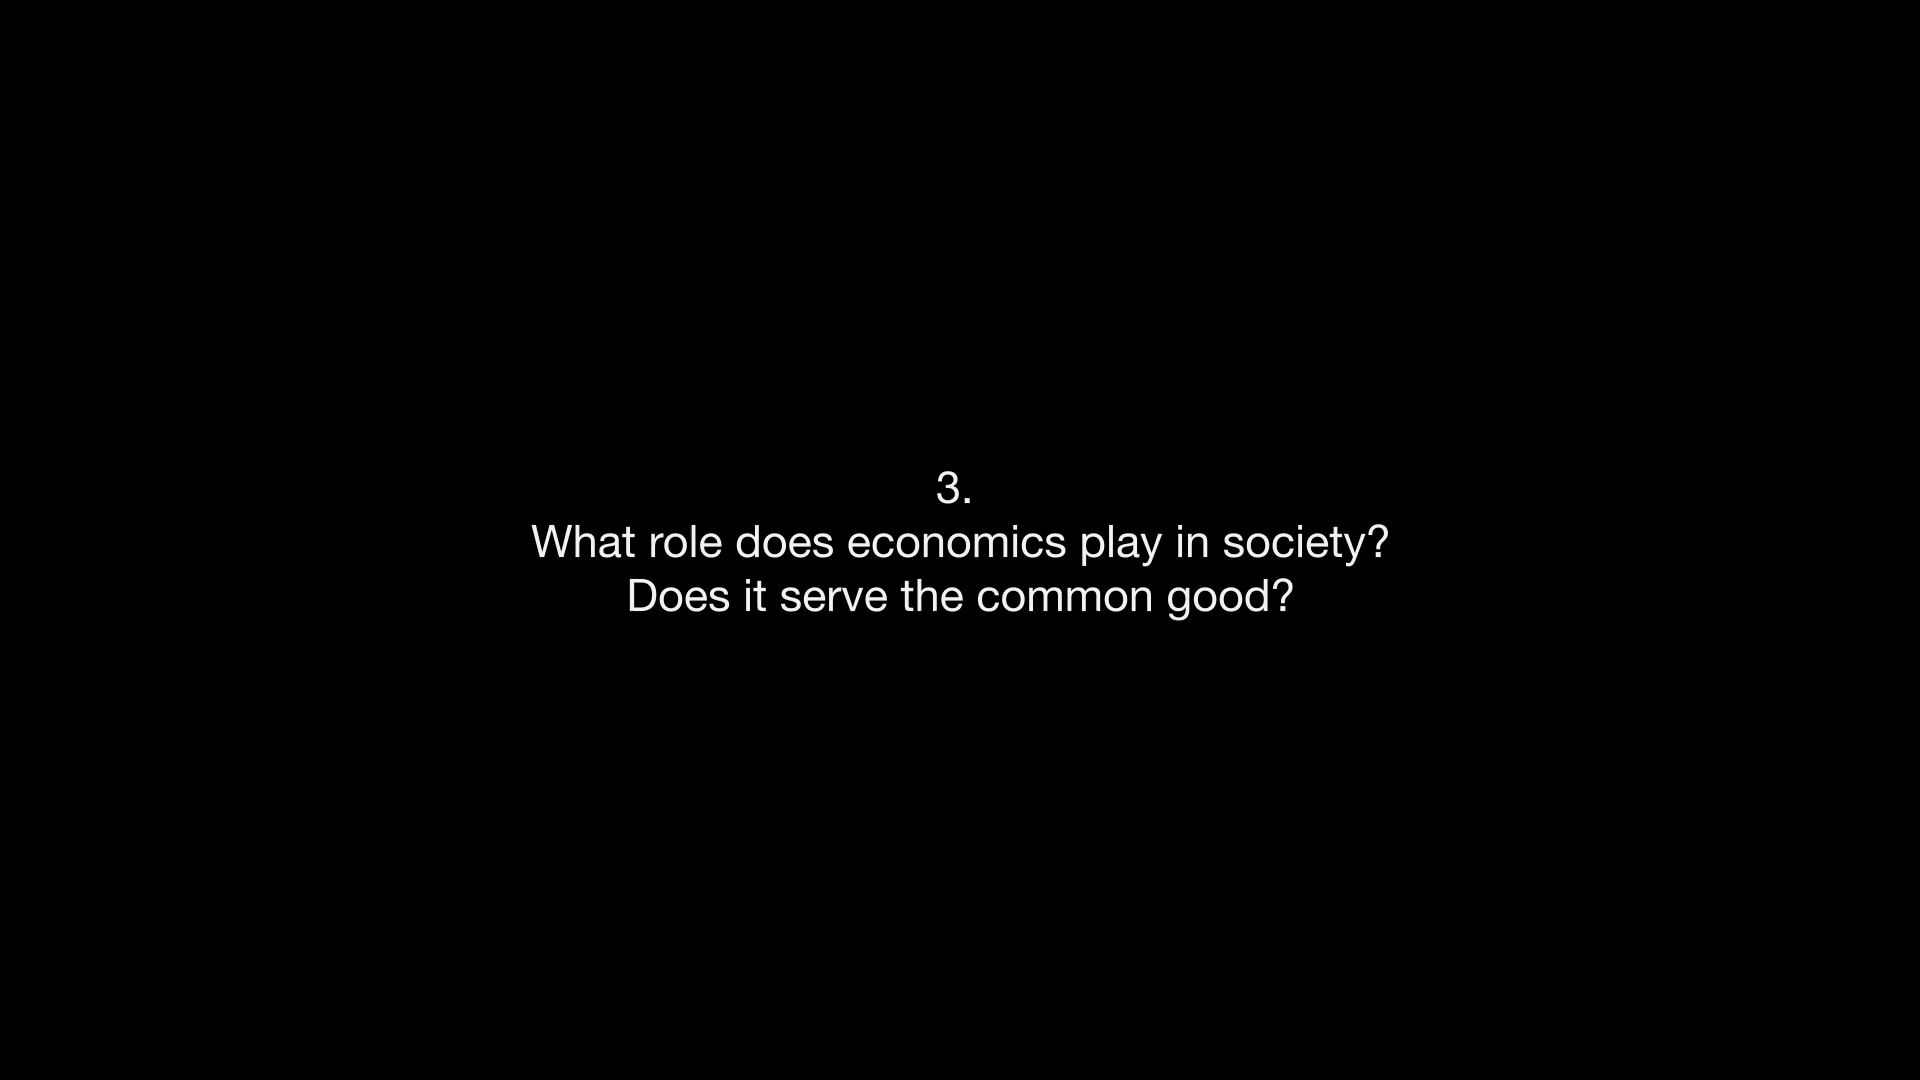 3.
What role does economics play in society?
Does it serve the common good?